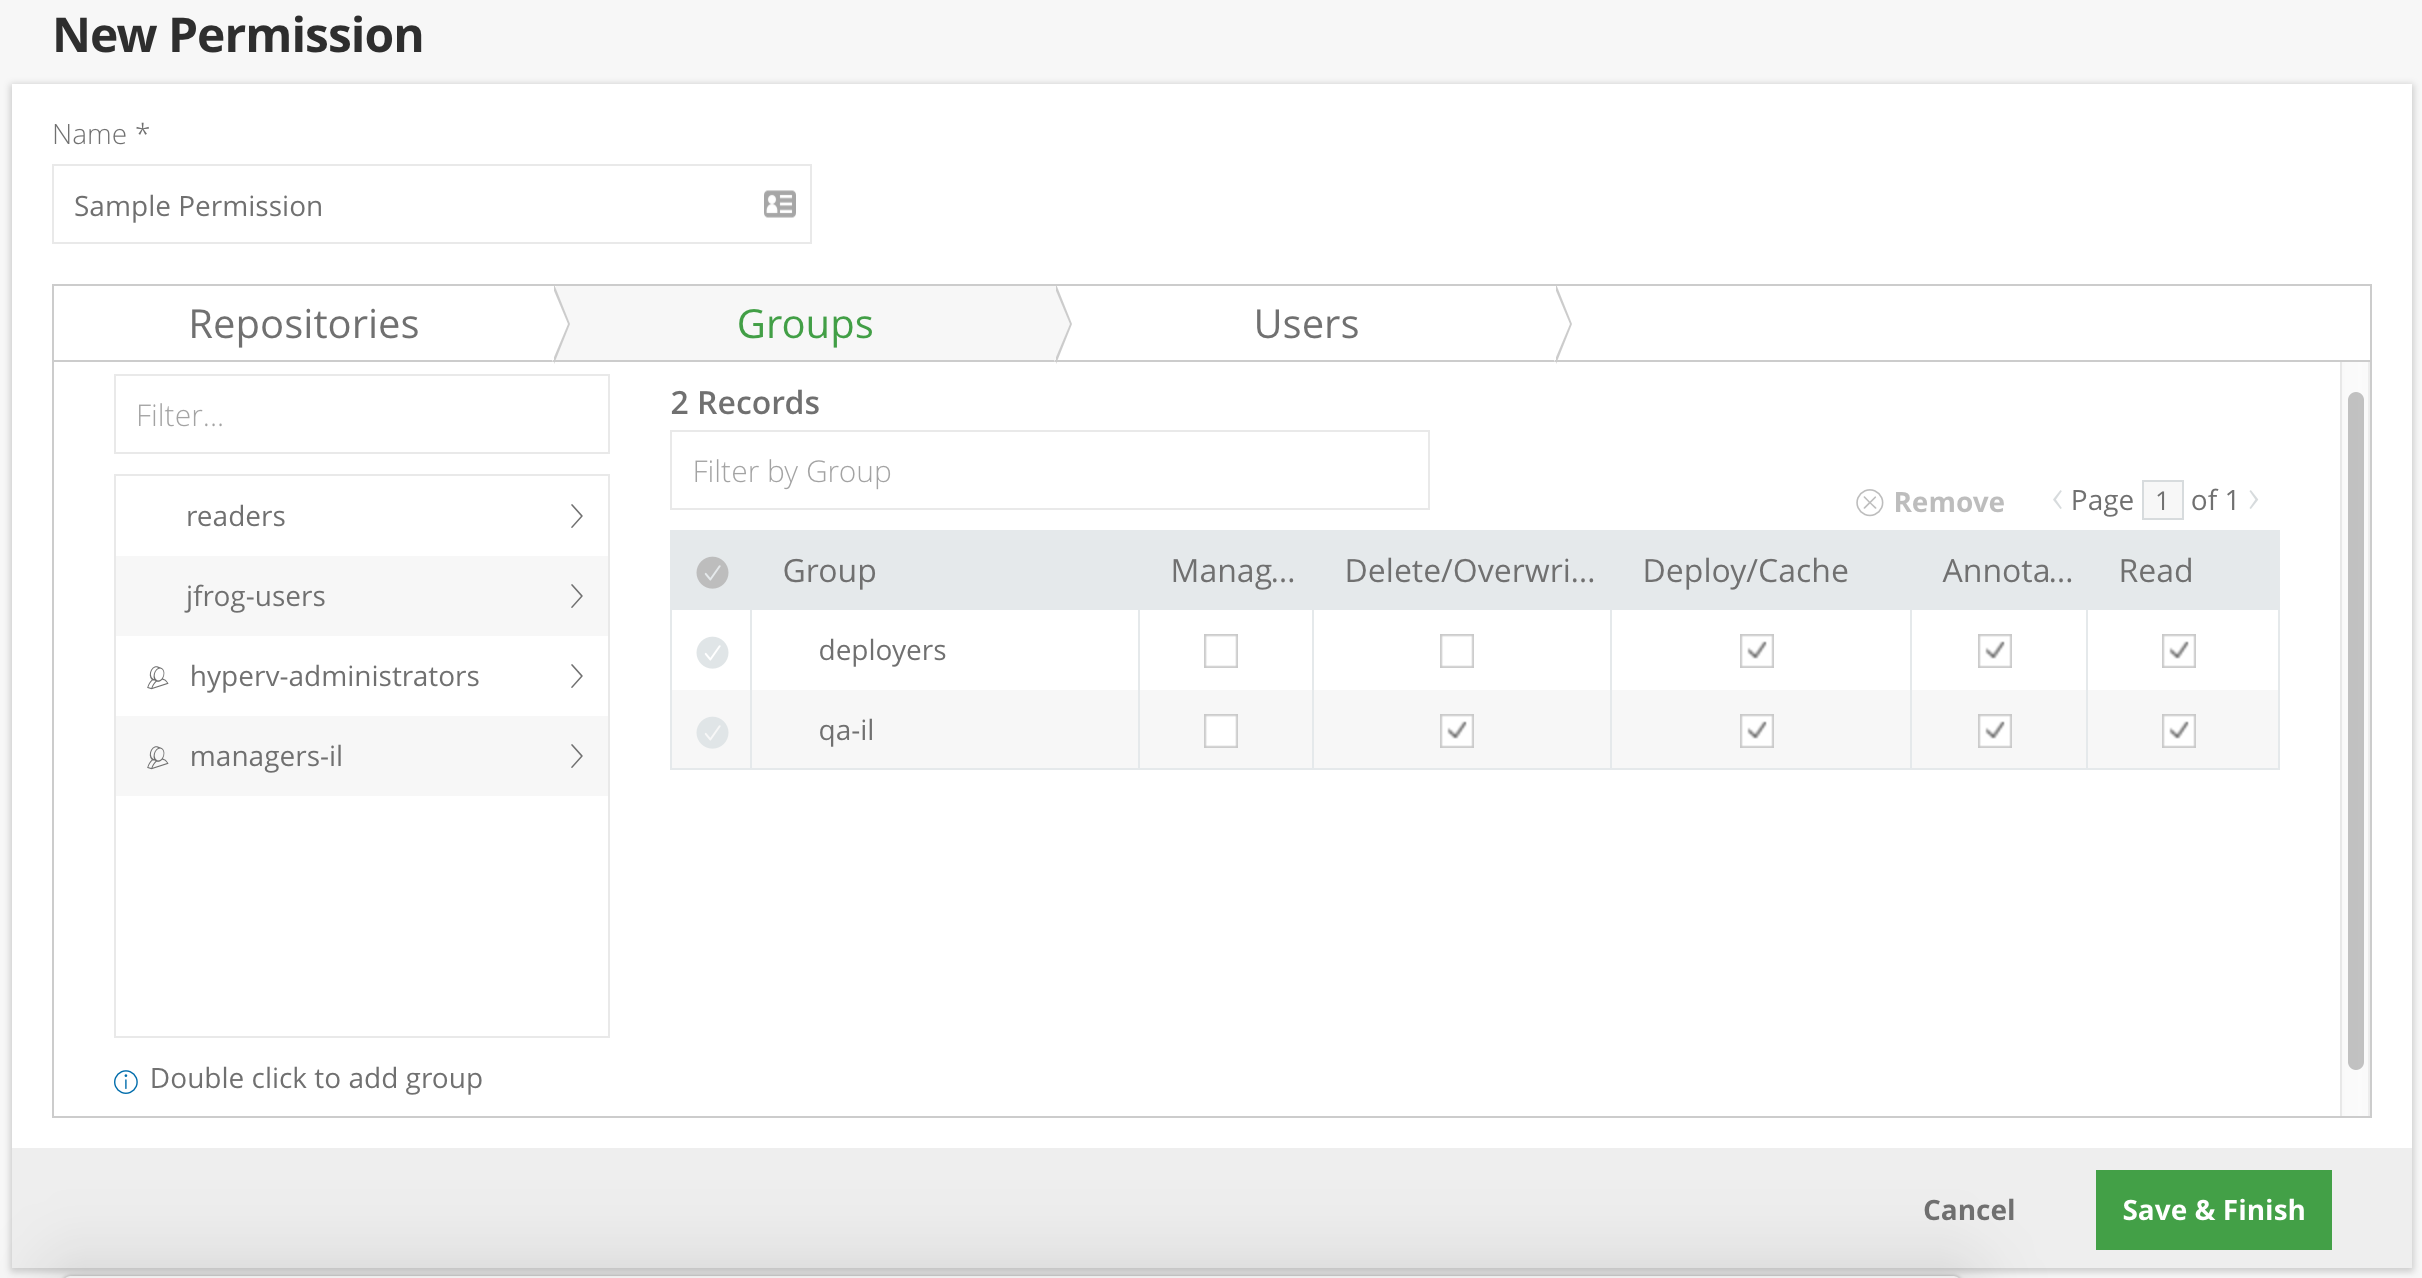 New Permission
Name *
Sample Permission
Repositories
Groups
Users
Filter...
readers
jfrog-users
hyperv-administrators
managers-il
Double click to add group
2 Records
Filter by Group
Remove
Page 1 of 1
Group Manag... Delete/Overwri... Deploy/Cache Annota... Read
deployers
qa-il
Cancel
Save & Finish